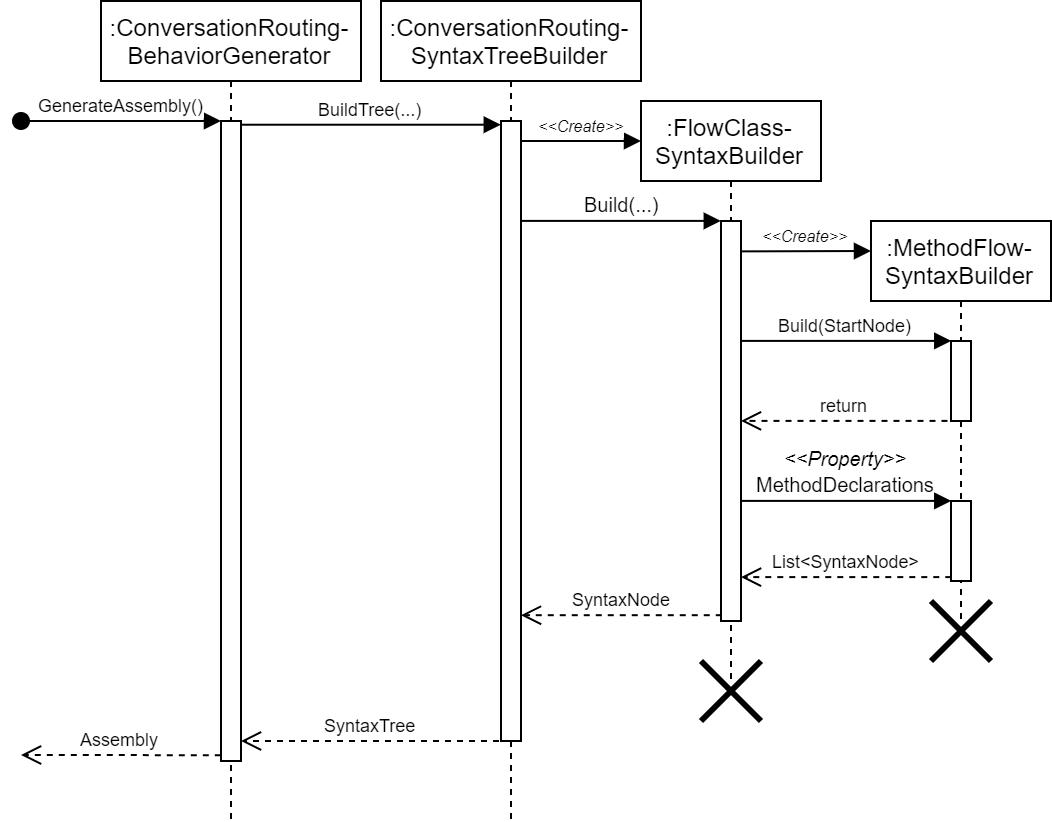 :ConversationRouting-
BehaviorGenerator
:ConversationRouting-
SyntaxTreeBuilder
GenerateAssembly()
BuildTree(...)
<<Create>>
:FlowClass-
SyntaxBuilder
Build(...)
<<Create>>
:MethodFlow-
SyntaxBuilder
Build(StartNode)
return
<<Property>>
MethodDeclarations
List<SyntaxNode>
SyntaxNode
SyntaxTree
Assembly